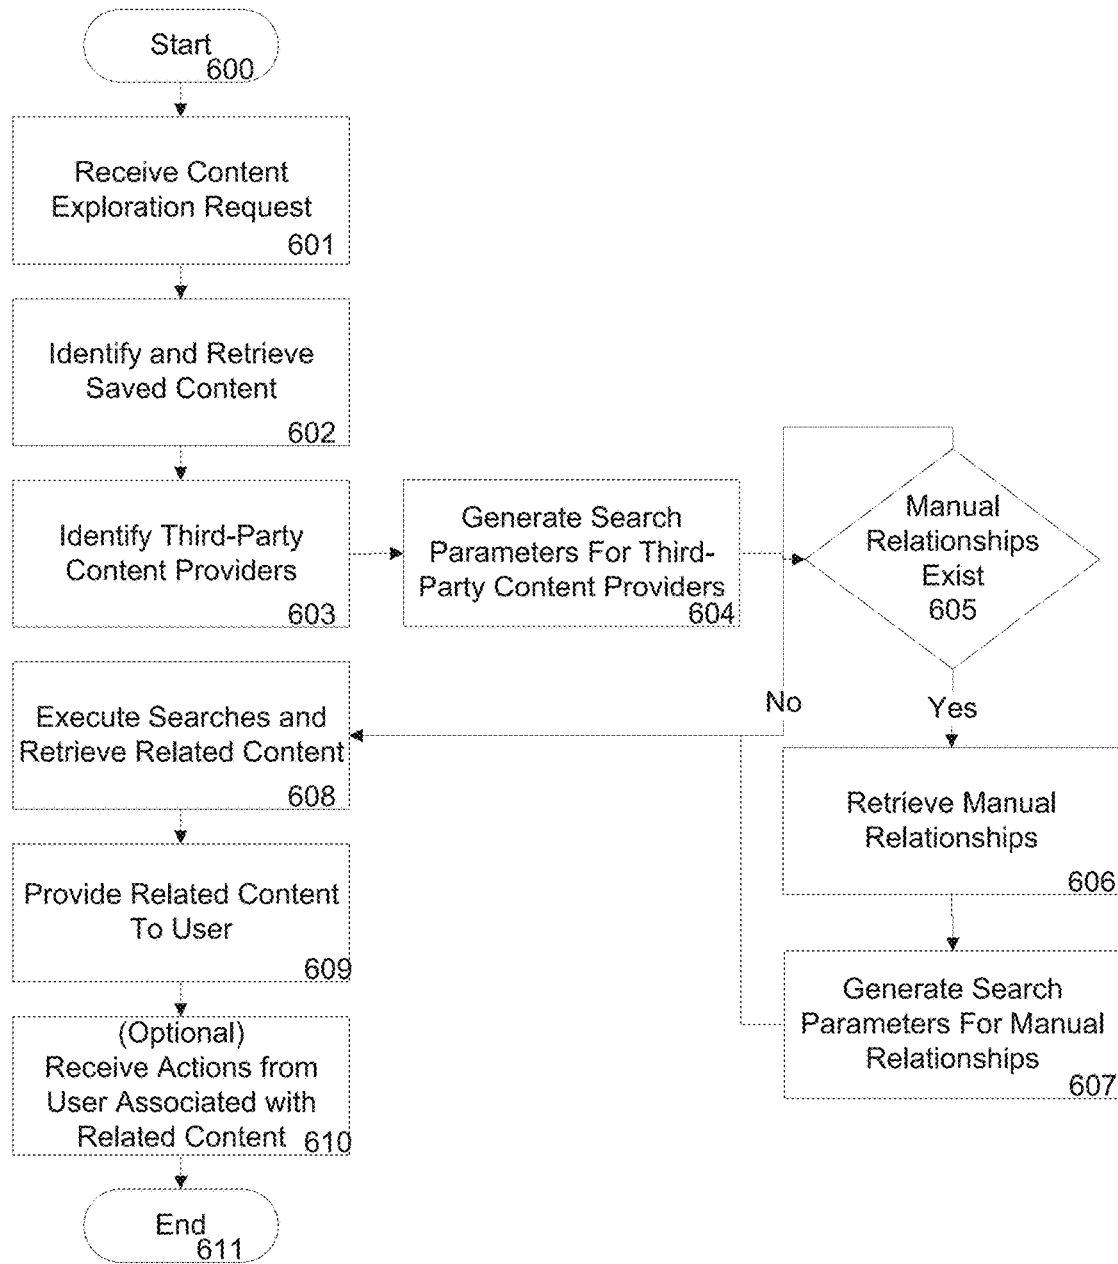 Start
600
Receive Content
Exploration Request
601
Identify and Retrieve
Saved Content
602
Identify Third-Party
Content Providers
603
Generate Search
Parameters For Third-
Party Content Providers
604
Manual
Relationships
Exist
605
No
Yes
Retrieve Manual
Relationships
606
Generate Search
Parameters For Manual
Relationships
607
Execute Searches and
Retrieve Related Content
608
Provide Related Content
To User
609
(Optional)
Receive Actions from
User Associated with
Related Content
610
End
611